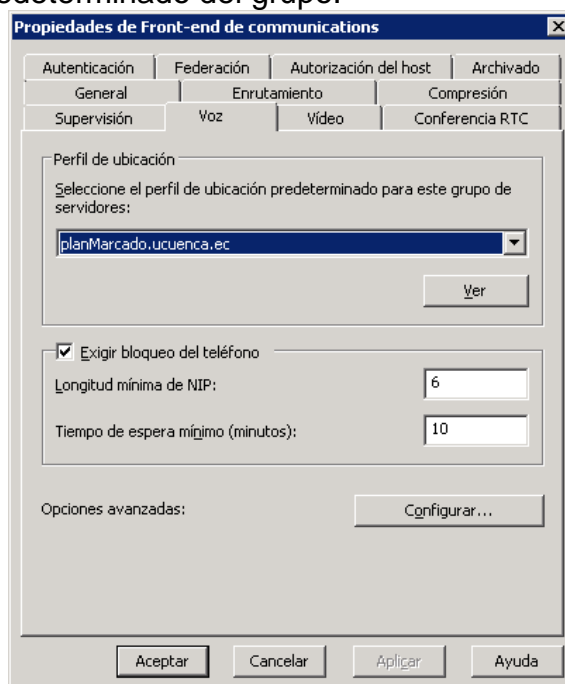 edeterminado del grupo.
Propiedades de Front-end de communications
Autenticación Federación Autorización del host Archivado
General Enrutamiento Compresión
Supervisión Voz Vídeo Conferencia RTC
Perfil de ubicación
Seleccione el perfil de ubicación predeterminado para este grupo de
servidores:
planMarcado.ucuenca.ec
Ver
Exigir bloqueo del teléfono
Longitud mínima de NIP: 6
Tiempo de espera mínimo (minutos): 10
Opciones avanzadas: Configurar...
Aceptar Cancelar Aplicar Ayuda